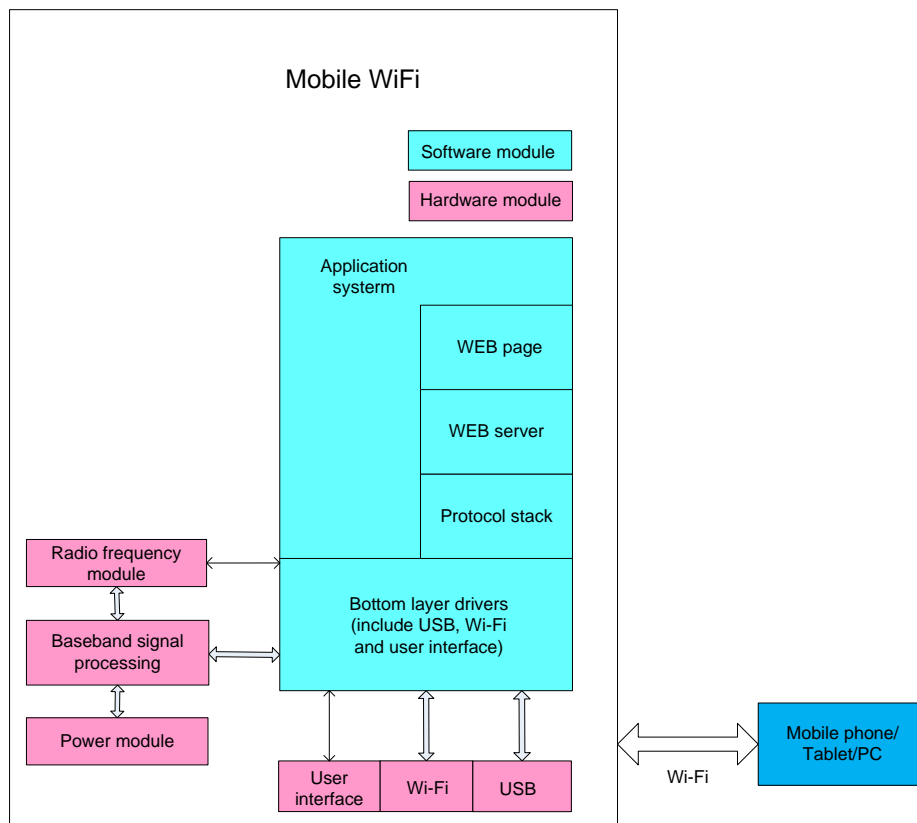 Mobile WiFi
Software module
Hardware module
Application
systerm
WEB page
WEB server
Protocol stack
Radio frequency
module
Bottom layer drivers
(include USB, Wi-Fi
and user interface)
Baseband signal
processing
Power module
User
interface
Wi-Fi
USB
Wi-Fi
Mobile phone/
Tablet/PC